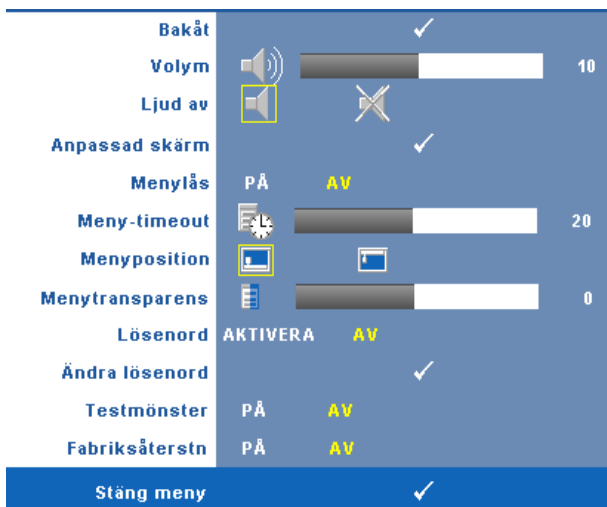 Bakåt
Volym 10
Ljud av
Anpassad skärm
Menylås PÅ AV
Meny-timeout 20
Menyposition
Menytransparens 0
Lösenord AKTIVERA AV
Ändra lösenord
Testmönster PÅ AV
Fabriksåterstn PÅ AV
Stäng meny